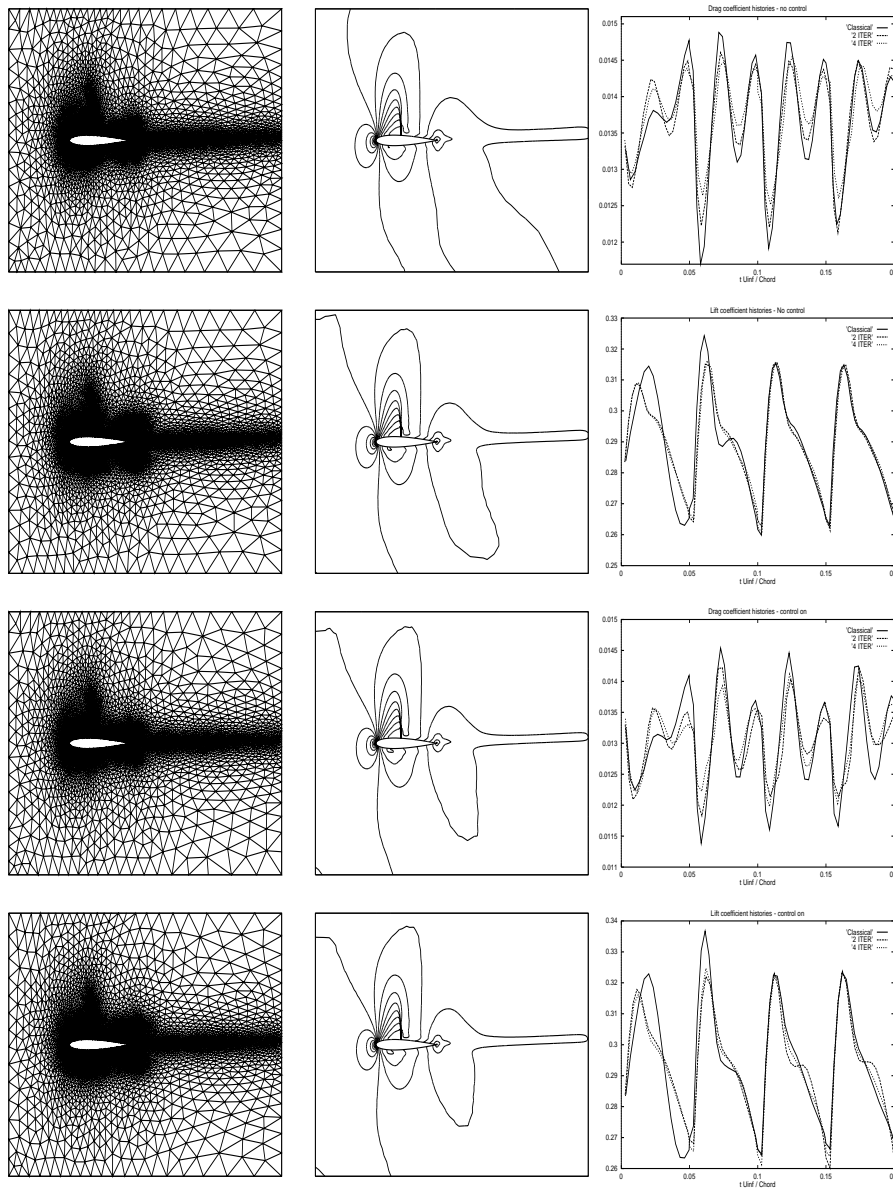 Drag coefficient histories - no control
0.015
'Classical'
'2 ITER'
'4 ITER'
0.0145
0.014
0.0135
0.013
0.0125
0.012
0
0.05
0.1
0.15
0.2
t Uinf / Chord
Lift coefficient histories - No control
0.33
'Classical'
'2 ITER'
'4 ITER'
0.32
0.31
0.3
0.29
0.28
0.27
0.26
0.25
0
0.05
0.1
0.15
0.2
t Uinf / Chord
Drag coefficient histories - control on
0.015
'Classical'
'2 ITER'
'4 ITER'
0.0145
0.014
0.0135
0.013
0.0125
0.012
0.0115
0.011
0
0.05
0.1
0.15
0.2
t Uinf / Chord
Lift coefficient histories - control on
0.34
'Classical'
'2 ITER'
'4 ITER'
0.33
0.32
0.31
0.3
0.29
0.28
0.27
0.26
0
0.05
0.1
0.15
t Uinf / Chord